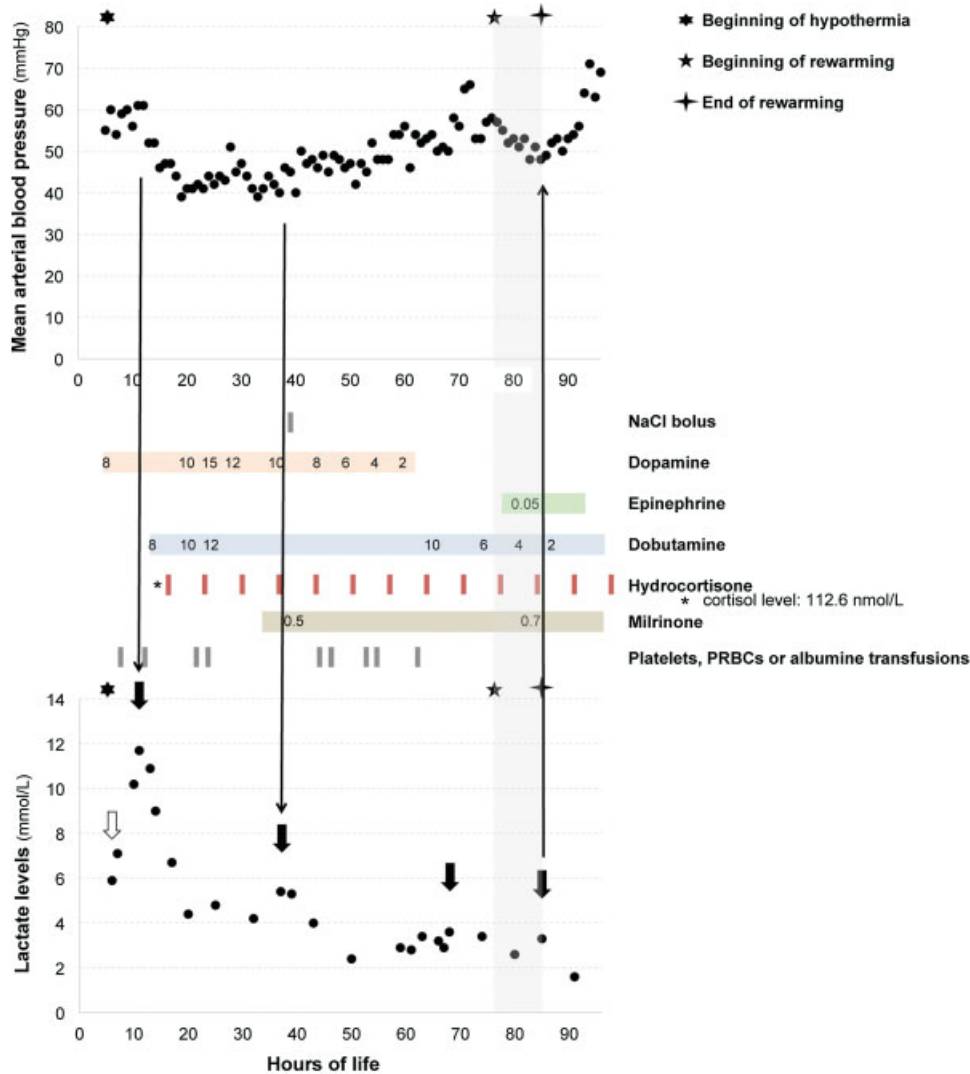 Mean arterial blood pressure (mmHg)
80
70
60
50
40
30
20
10
0
0 10 20 30 40 50 60 70 80 90
Beginning of hypothermia
Beginning of rewarming
End of rewarming
NaCl bolus
8 10 15 12 10 8 6 4 2
Dopamine
0.05
Epinephrine
8 10 12 10 6 4 2
Dobutamine
*
Hydrocortisone
* cortisol level: 112.6 nmol/L
0.5 0.7
Milrinone
Platelets, PRBCs or albumine transfusions
Lactate levels (mmol/L)
14
12
10
8
6
4
2
0
0 10 20 30 40 50 60 70 80 90
Hours of life